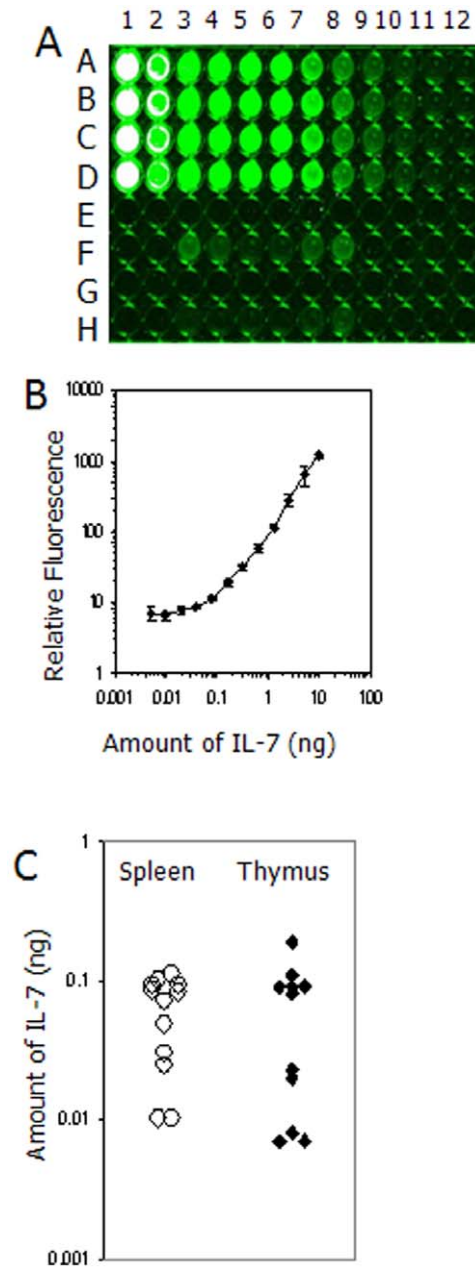 1 2 3 4 5 6 7 8 9 10 11 12
A
A
B
C
D
E
F
G
H
B
10000
1000
100
10
1
Relative Fluorescence
0.001 0.01 0.1 1 10 100
Amount of IL-7 (ng)
C
Spleen Thymus
1
0.1
0.01
0.001
Amount of IL-7 (ng)